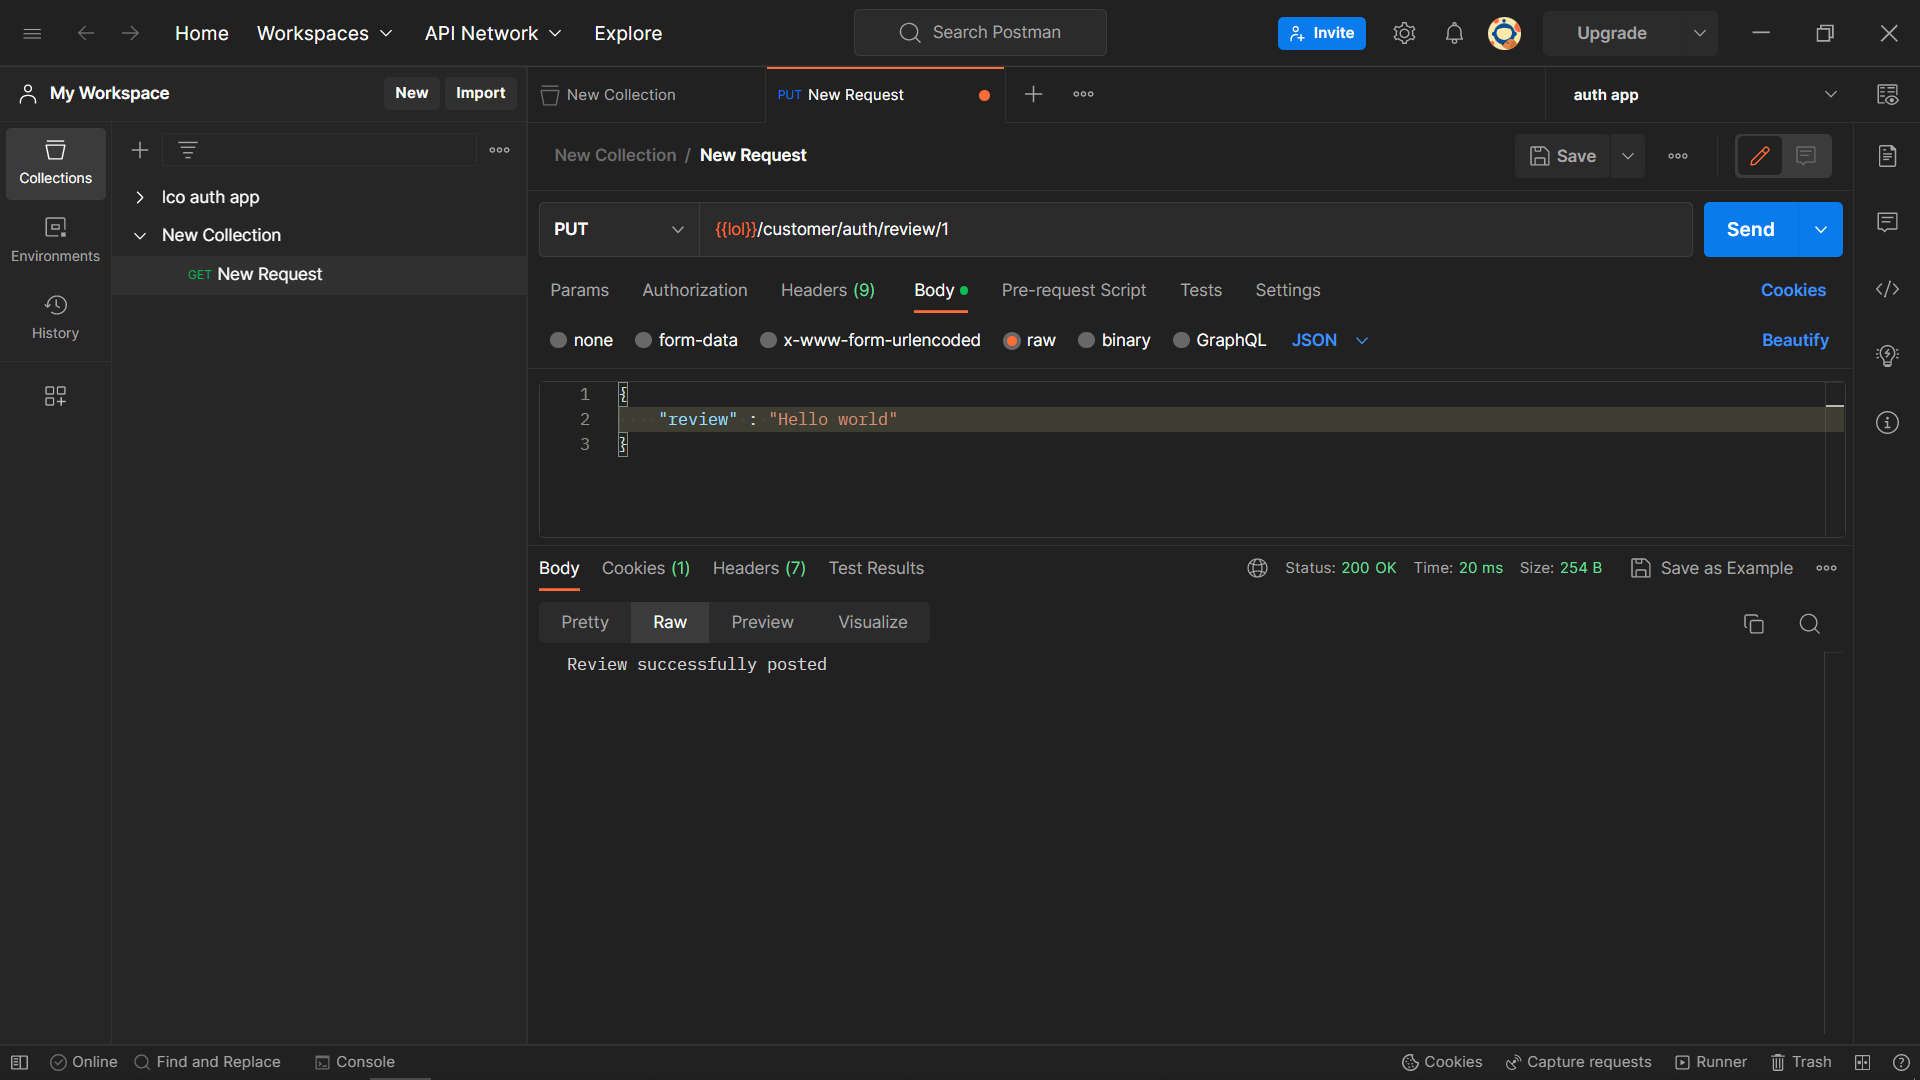 Home Workspaces API Network Explore Search Postman Invite Upgrade
My Workspace New Import New Collection PUT New Request auth app
Collections
Environments
History
lco auth app
New Collection
GET New Request
New Collection / New Request Save
PUT {{lol}}/customer/auth/review/1 Send
Params Authorization Headers (9) Body Pre-request Script Tests Settings Cookies
none form-data x-www-form-urlencoded raw binary GraphQL JSON Beautify
1 {
2 "review" : "Hello world"
3 }
Body Cookies (1) Headers (7) Test Results Status: 200 OK Time: 20 ms Size: 254 B Save as Example
Pretty Raw Preview Visualize
Review successfully posted
Online Find and Replace Console Cookies Capture requests Runner Trash